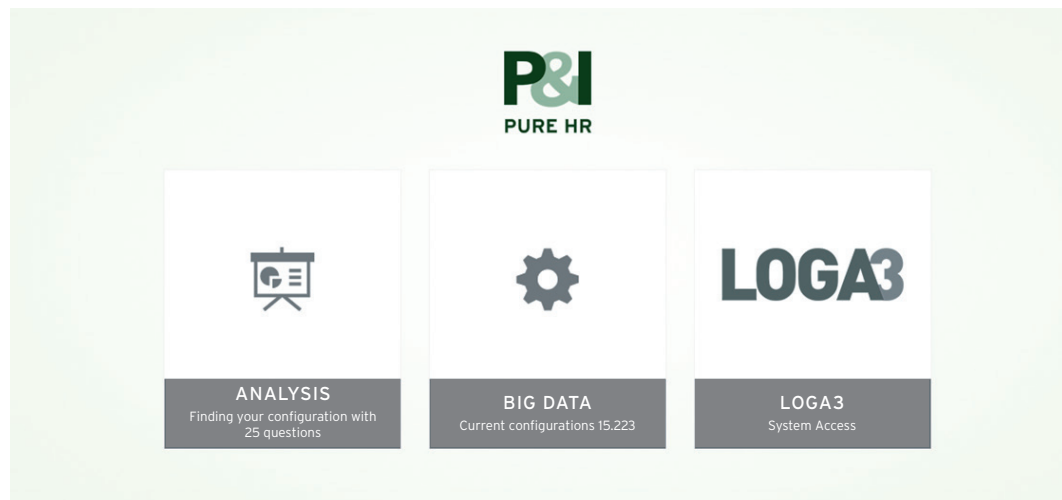 P&I
PURE HR
LOGA3
ANALYSIS
Finding your configuration with
25 questions
BIG DATA
Current configurations 15.223
LOGA3
System Access